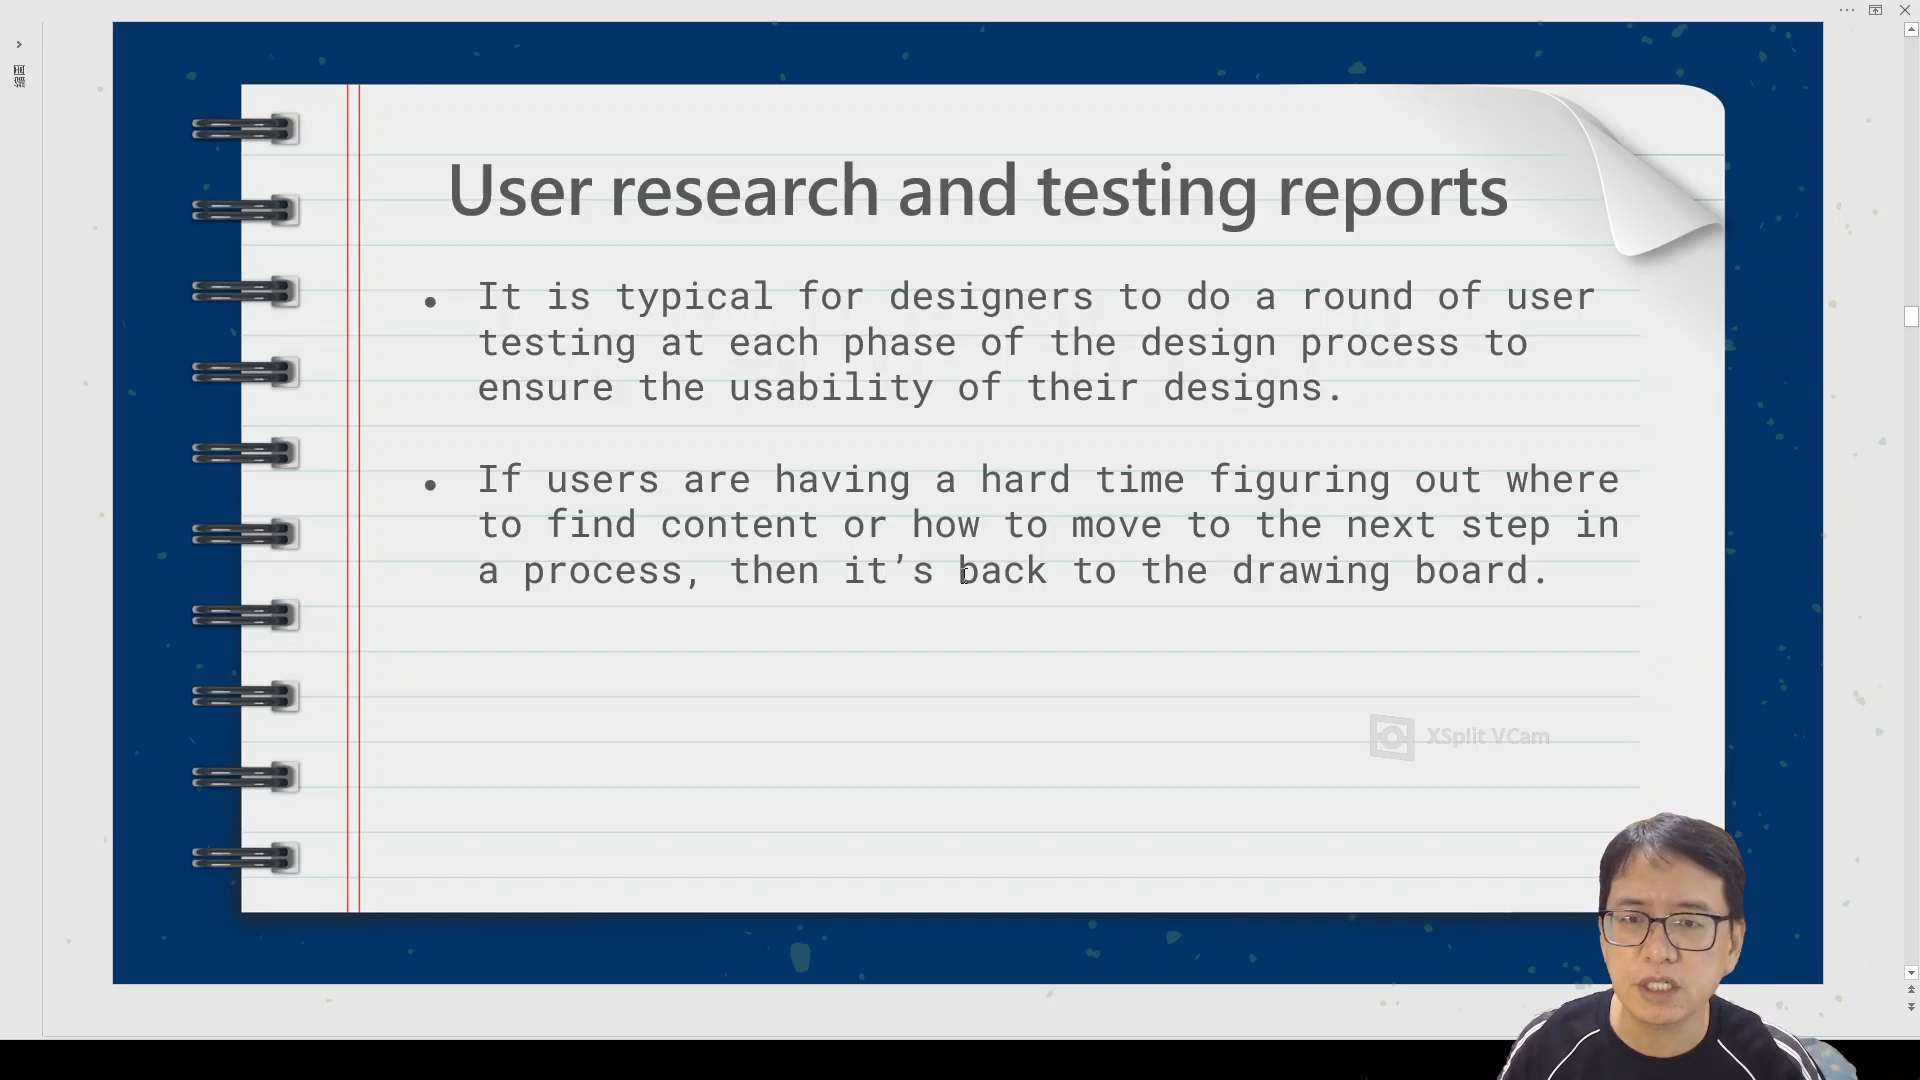 User research and testing reports
• It is typical for designers to do a round of user
testing at each phase of the design process to
ensure the usability of their designs.
• If users are having a hard time figuring out where
to find content or how to move to the next step in
a process, then it’s back to the drawing board.
XSplit VCam